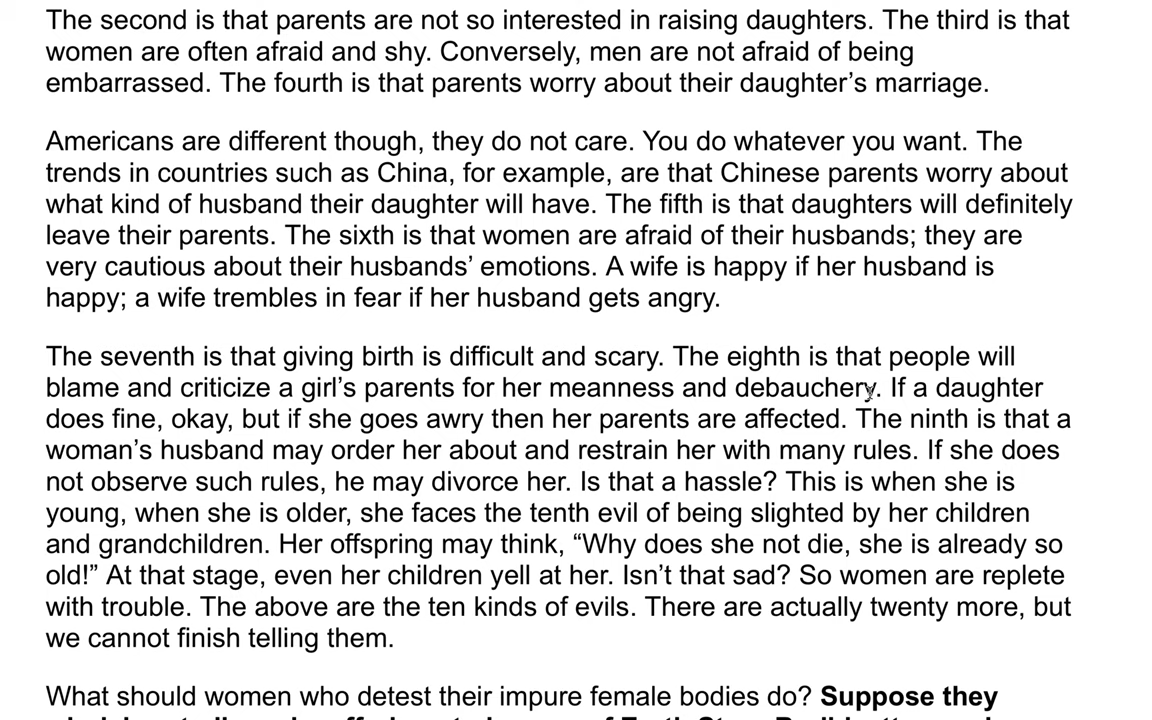 The second is that parents are not so interested in raising daughters. The third is that
women are often afraid and shy. Conversely, men are not afraid of being
embarrassed. The fourth is that parents worry about their daughter’s marriage.
Americans are different though, they do not care. You do whatever you want. The
trends in countries such as China, for example, are that Chinese parents worry about
what kind of husband their daughter will have. The fifth is that daughters will definitely
leave their parents. The sixth is that women are afraid of their husbands; they are
very cautious about their husbands’ emotions. A wife is happy if her husband is
happy; a wife trembles in fear if her husband gets angry.
The seventh is that giving birth is difficult and scary. The eighth is that people will
blame and criticize a girl’s parents for her meanness and debauchery. If a daughter
does fine, okay, but if she goes awry then her parents are affected. The ninth is that a
woman’s husband may order her about and restrain her with many rules. If she does
not observe such rules, he may divorce her. Is that a hassle? This is when she is
young, when she is older, she faces the tenth evil of being slighted by her children
and grandchildren. Her offspring may think, “Why does she not die, she is already so
old!” At that stage, even her children yell at her. Isn’t that sad? So women are replete
with trouble. The above are the ten kinds of evils. There are actually twenty more, but
we cannot finish telling them.
What should women who detest their impure female bodies do? Suppose they